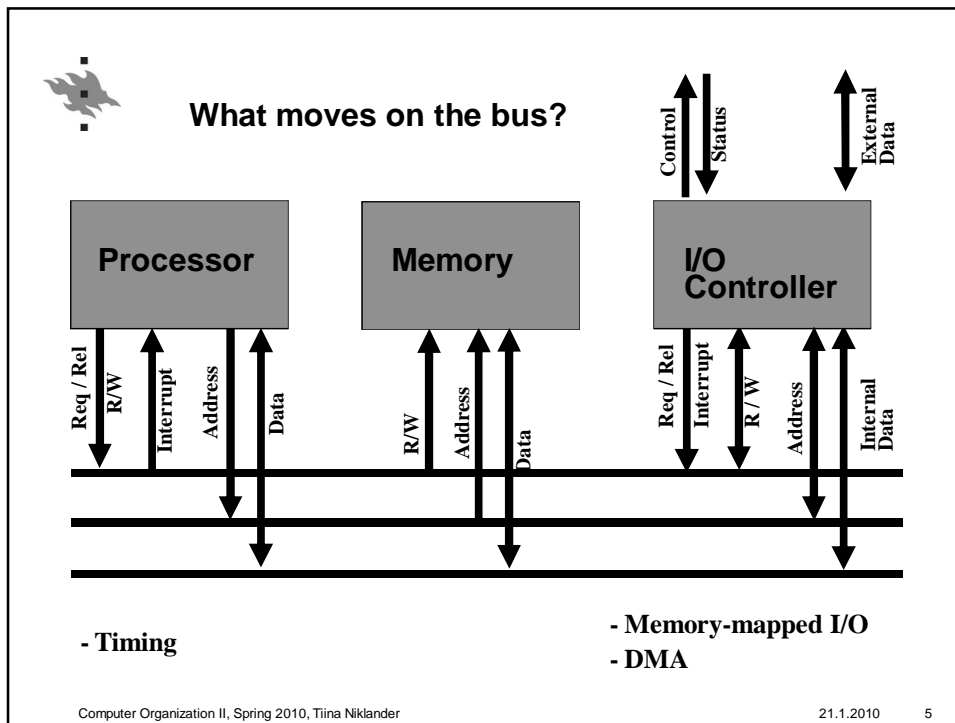 What moves on the bus?
Control
Status
External
Data
Processor
Memory
I/O
Controller
Req / Rel
R/W
Interrupt
Address
Data
R/W
Address
Data
Req / Rel
Interrupt
R / W
Address
Internal
Data
- Timing
- Memory-mapped I/O
- DMA
Computer Organization II, Spring 2010, Tiina Niklander
21.1.2010
5